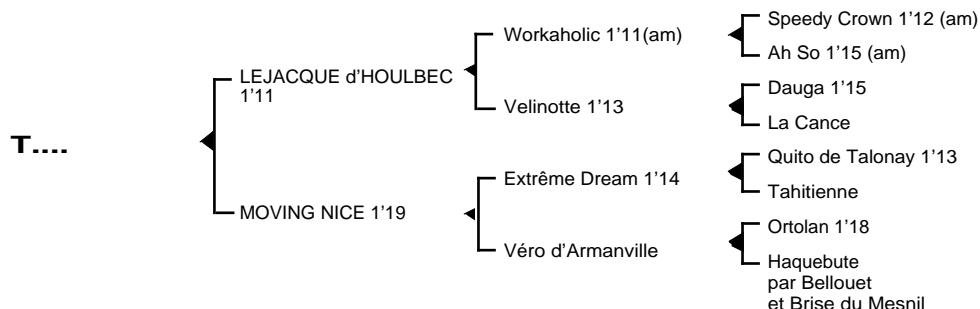 T....
LEJACQUE d'HOULBEC
1'11
MOVING NICE 1'19
Workaholic 1'11(am)
Velinotte 1'13
Extrême Dream 1'14
Véro d'Armanville
Speedy Crown 1'12 (am)
Ah So 1'15 (am)
Dauga 1'15
La Cance
Quito de Talonay 1'13
Tahitienne
Ortolan 1'18
Haquebute
par Bellouet
et Brise du Mesnil